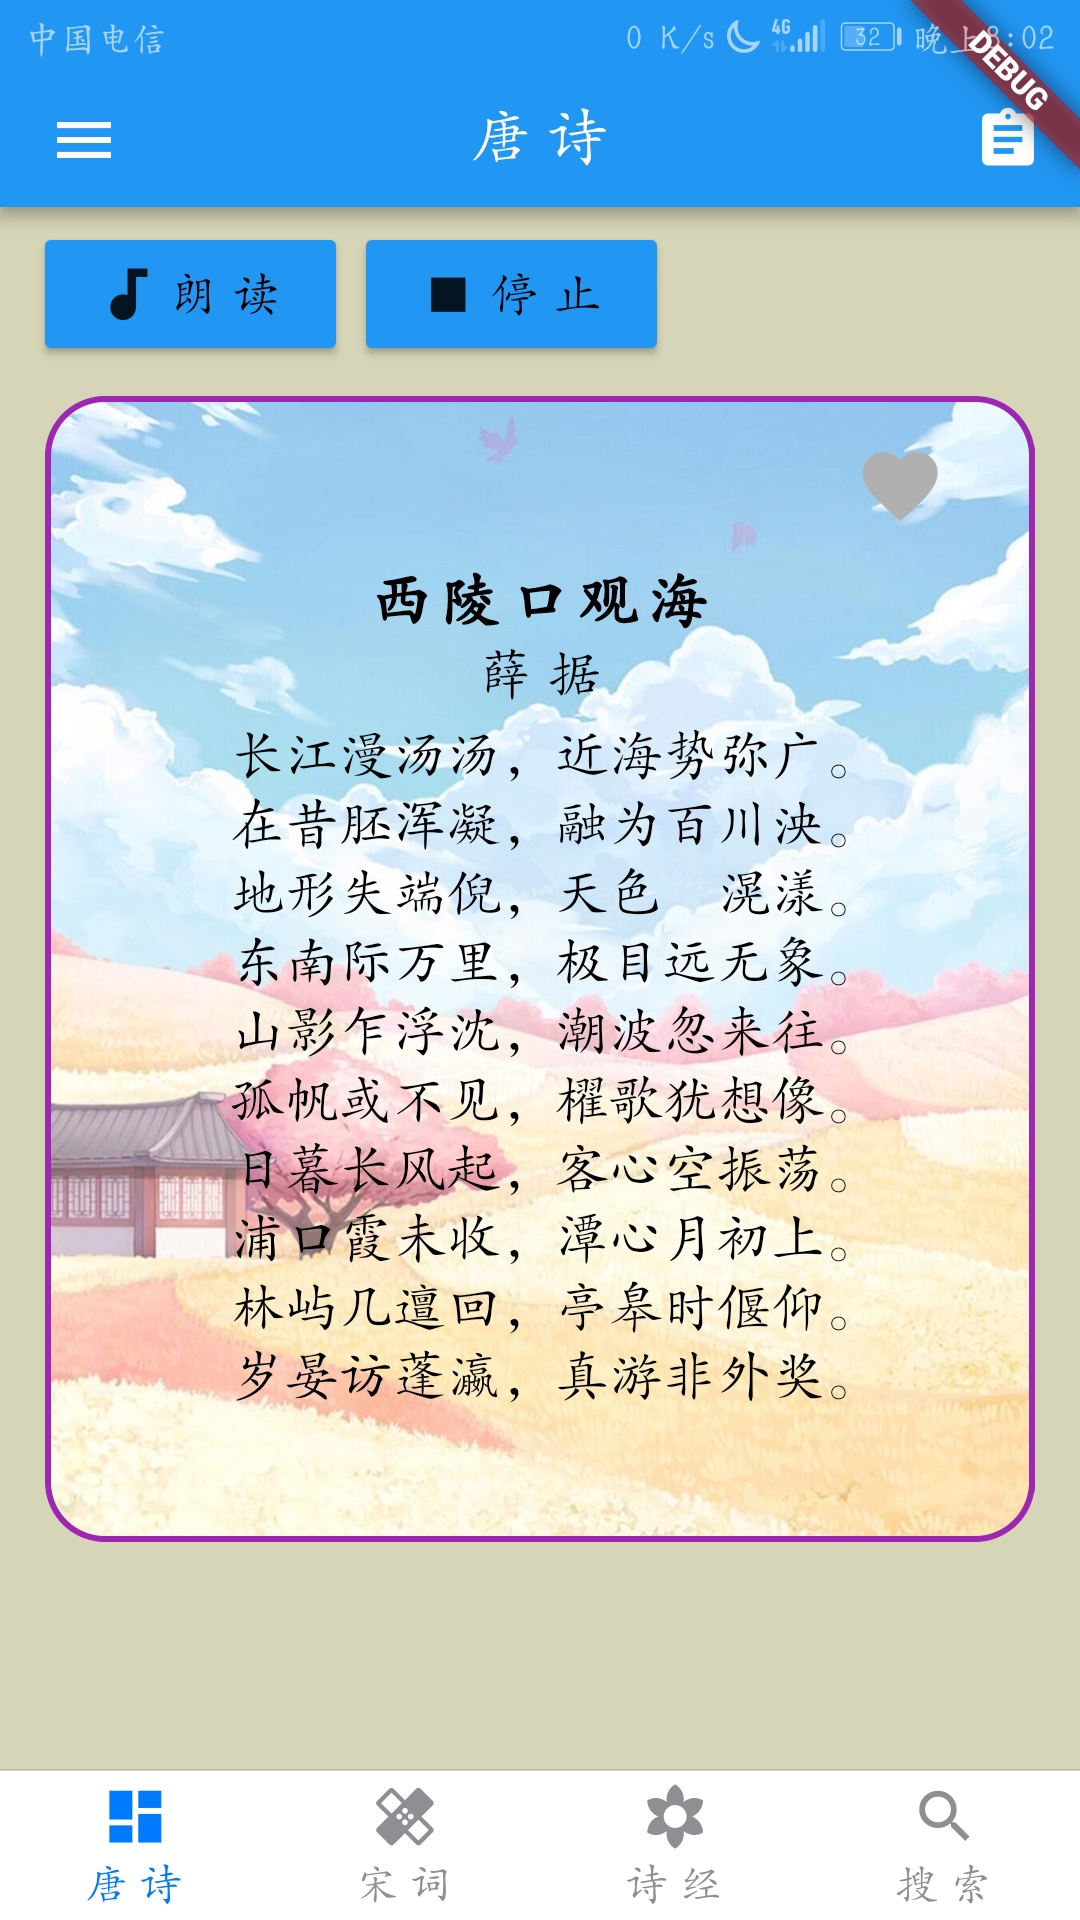 中国电信 0 K/s 4G 32 晚上8:02
DEBUG
唐诗
朗读 停止
西陵口观海
薛据
长江漫汤汤，近海势弥广。
在昔胚浑凝，融为百川泱。
地形失端倪，天色　滉漾。
东南际万里，极目远无象。
山影乍浮沈，潮波忽来往。
孤帆或不见，櫂歌犹想像。
日暮长风起，客心空振荡。
浦口霞未收，潭心月初上。
林屿几邅回，亭皋时偃仰。
岁晏访蓬瀛，真游非外奖。
唐诗 宋词 诗经 搜索